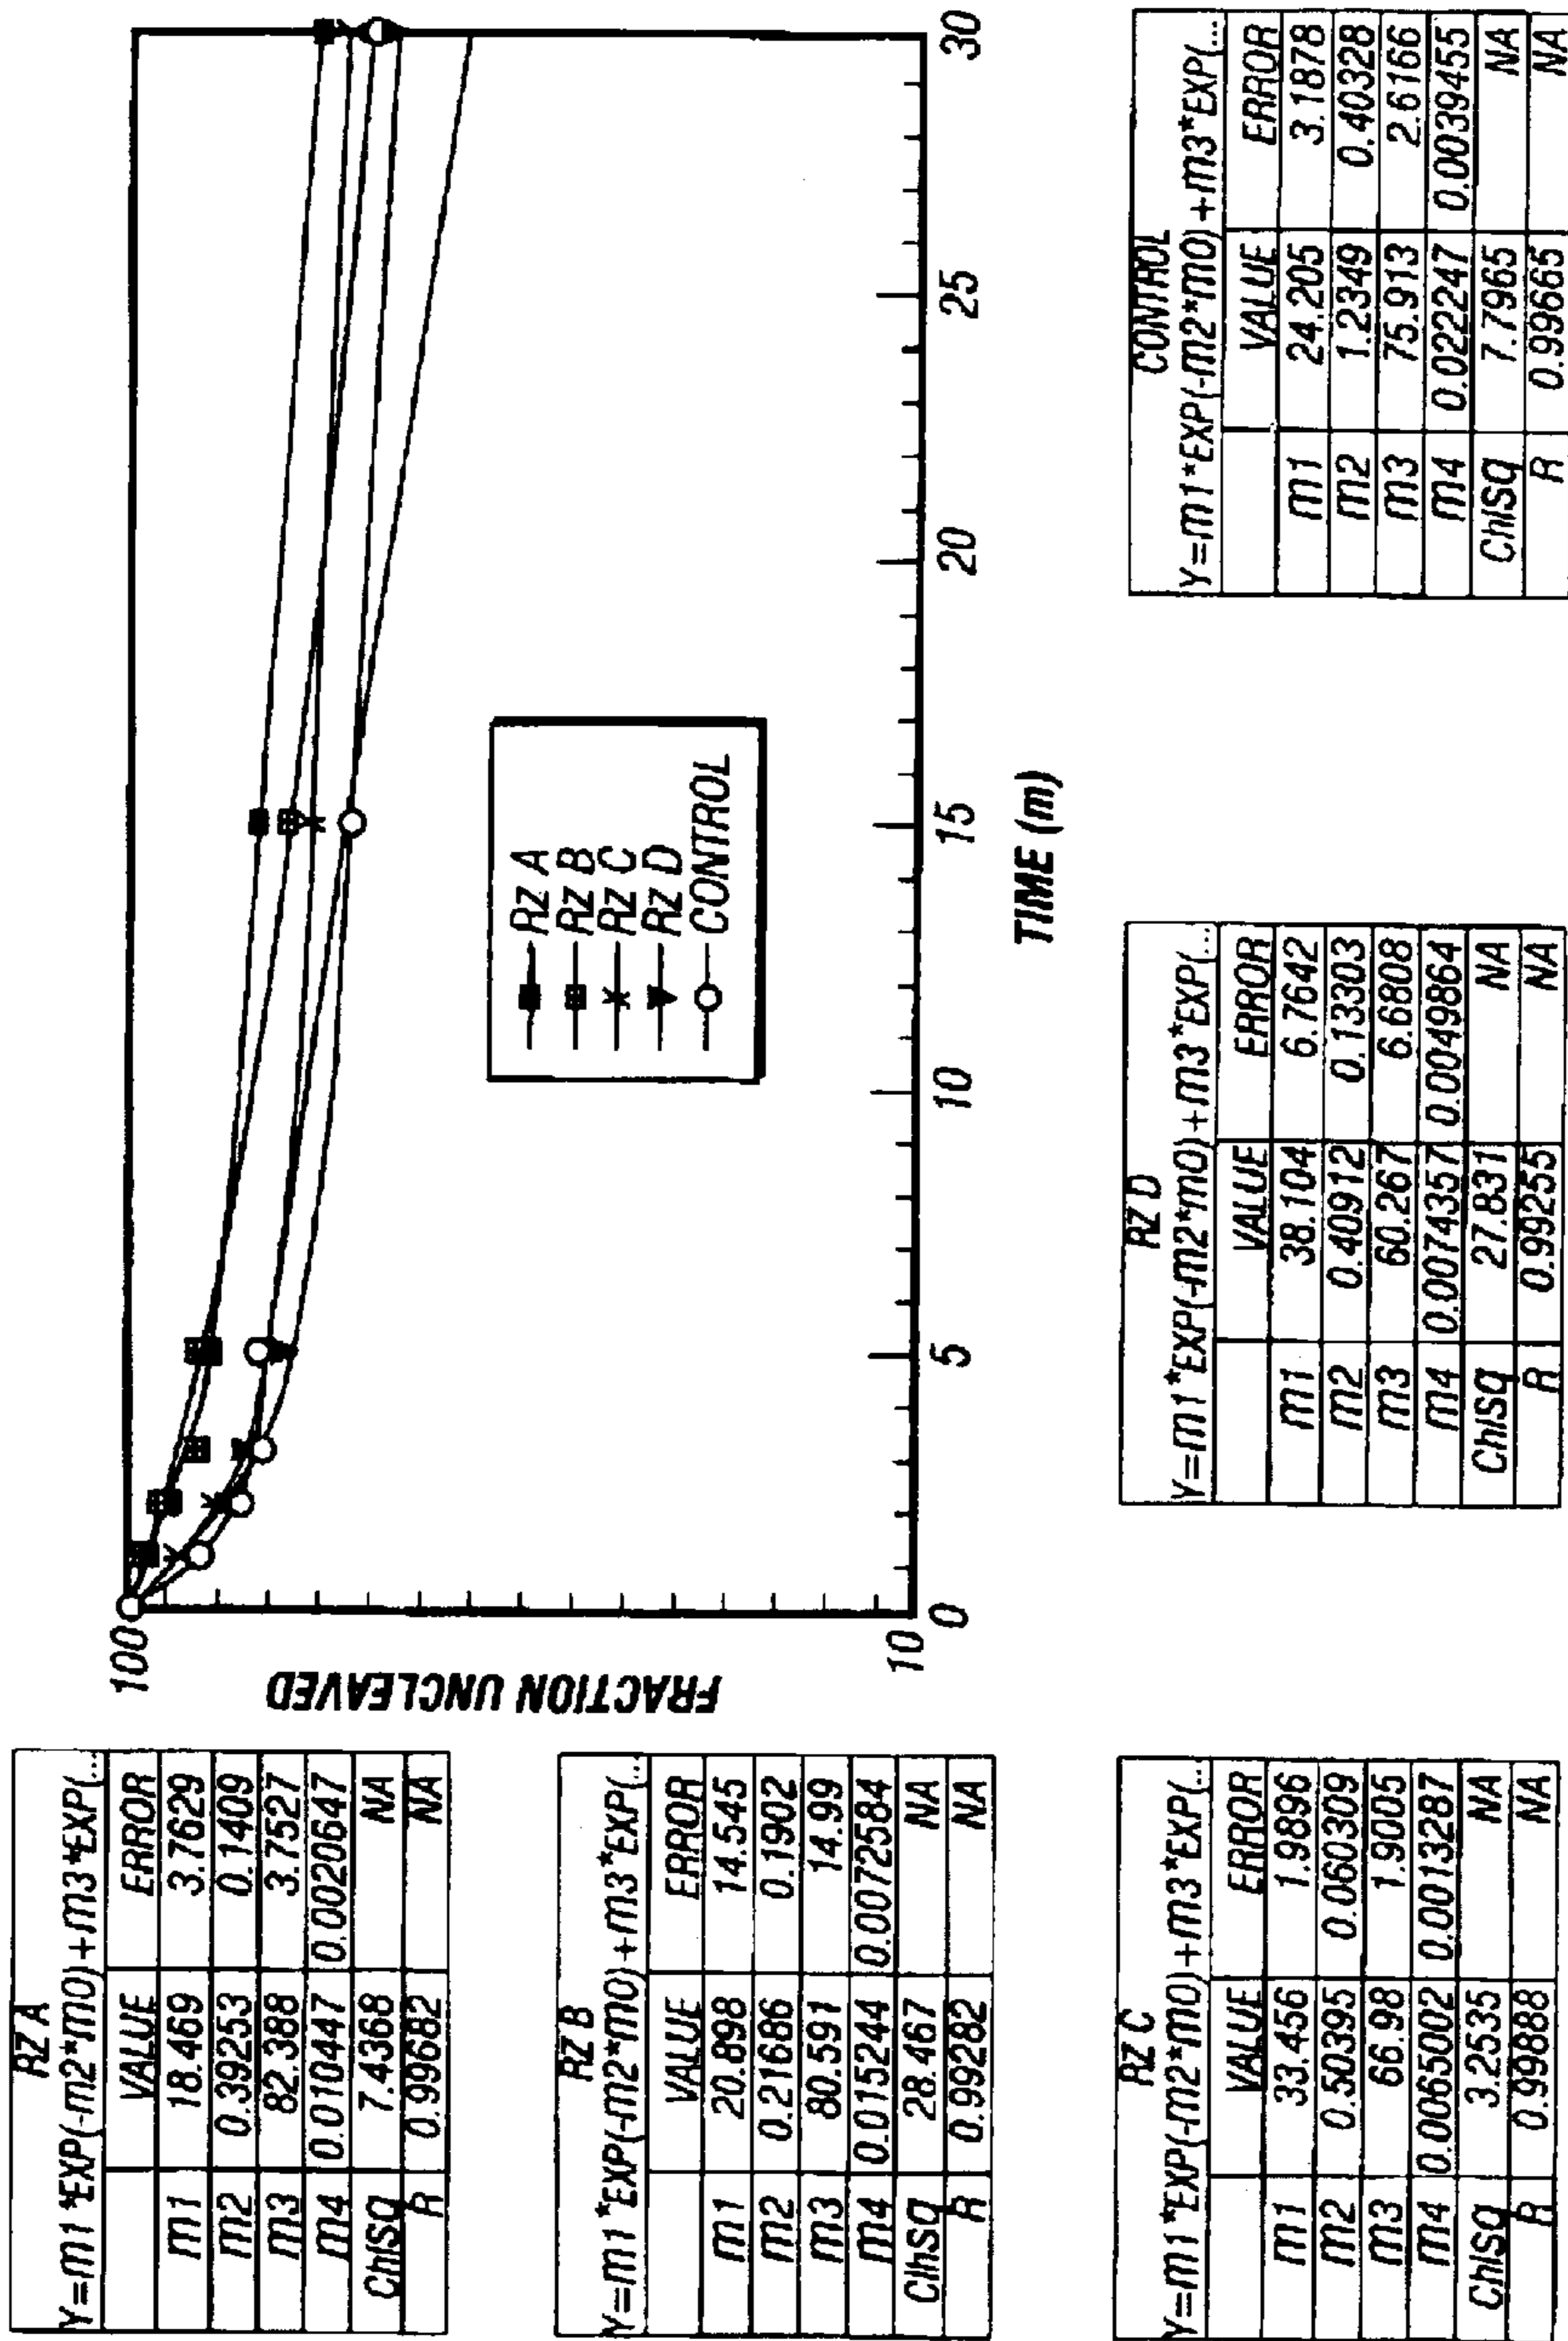 RZ A
Y=m1*EXP(-m2*m0)+m3*EXP(...
VALUE ERROR
m1 18.469 3.7629
m2 0.39253 0.1409
m3 82.388 3.7527
m4 0.010447 0.0020647
ChiSq 7.4368 NA
R 0.99682 NA
RZ B
Y=m1*EXP(-m2*m0)+m3*EXP(...
VALUE ERROR
m1 20.898 14.545
m2 0.21686 0.1902
m3 80.591 14.99
m4 0.015244 0.0072584
ClhSq 28.467 NA
R 0.99282 NA
RZ C
Y=m1*EXP(-m2*m0)+m3*EXP(...
VALUE ERROR
m1 33.456 1.9896
m2 0.50395 0.060309
m3 66.98 1.9005
m4 0.0065002 0.0013287
ChiSq 3.2535 NA
R 0.99888 NA
FRACTION UNCLEAVED
100
10
0 5 10 15 20 25 30
TIME (m)
Rz A
Rz B
Rz C
Rz D
CONTROL
RZ D
Y=m1*EXP(-m2*m0)+m3*EXP(...
VALUE ERROR
m1 38.104 6.7642
m2 0.40912 0.13303
m3 60.267 6.6808
m4 0.0074357 0.0049864
ChiSq 27.831 NA
R 0.99255 NA
CONTROL
Y=m1*EXP(-m2*m0)+m3*EXP(...
VALUE ERROR
m1 24.205 3.1878
m2 1.2349 0.40328
m3 75.913 2.6166
m4 0.022247 0.0039455
ChiSq 7.7965 NA
R 0.99665 NA